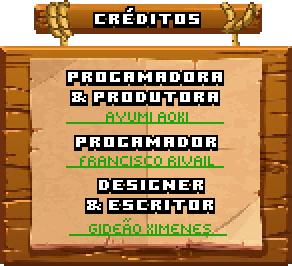 CRÉDITOS
PROGAMADORA
& PRODUTORA
AYUMI AOKI
PROGAMADOR
FRANCISCO RIVAIL
DESIGNER
& ESCRITOR
GIDEÃO XIMENES